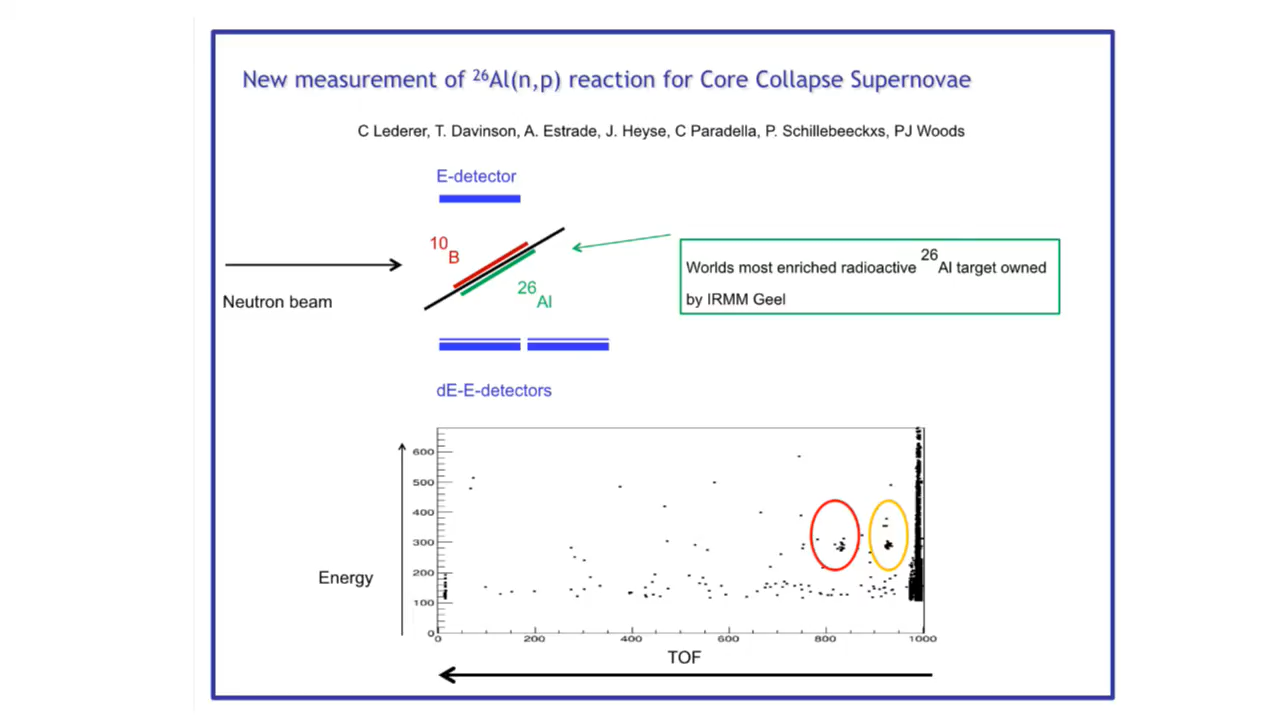 New measurement of ²⁶Al(n,p) reaction for Core Collapse Supernovae
C Lederer, T. Davinson, A. Estrade, J. Heyse, C Paradella, P. Schillebeeckxs, PJ Woods
E-detector
¹⁰B
Neutron beam
²⁶Al
Worlds most enriched radioactive ²⁶Al target owned
by IRMM Geel
dE-E-detectors
600
500
400
300
200
100
0
Energy
0 200 400 600 800 1000
TOF